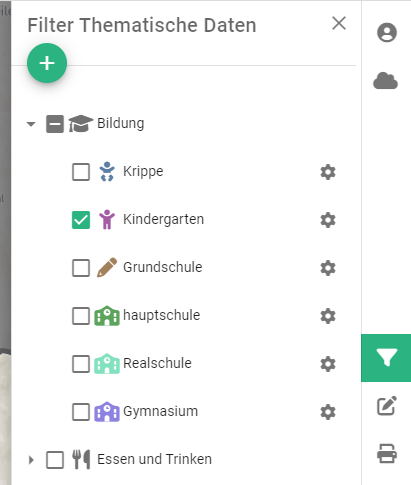 Filter Thematische Daten
Bildung
Krippe
Kindergarten
Grundschule
hauptschule
Realschule
Gymnasium
Essen und Trinken